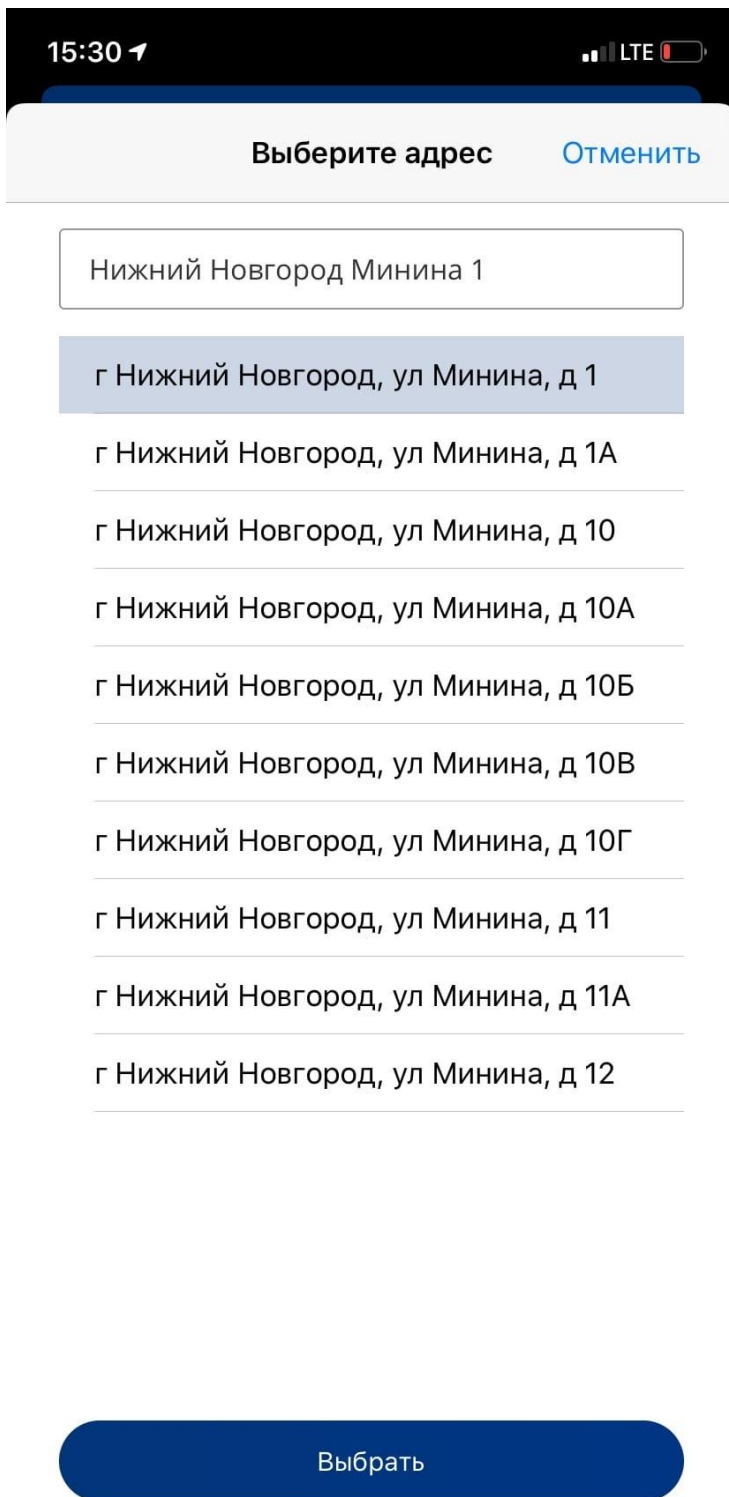 15:30 LTE
Выберите адрес Отменить
Нижний Новгород Минина 1
г Нижний Новгород, ул Минина, д 1
г Нижний Новгород, ул Минина, д 1А
г Нижний Новгород, ул Минина, д 10
г Нижний Новгород, ул Минина, д 10А
г Нижний Новгород, ул Минина, д 10Б
г Нижний Новгород, ул Минина, д 10В
г Нижний Новгород, ул Минина, д 10Г
г Нижний Новгород, ул Минина, д 11
г Нижний Новгород, ул Минина, д 11А
г Нижний Новгород, ул Минина, д 12
Выбрать